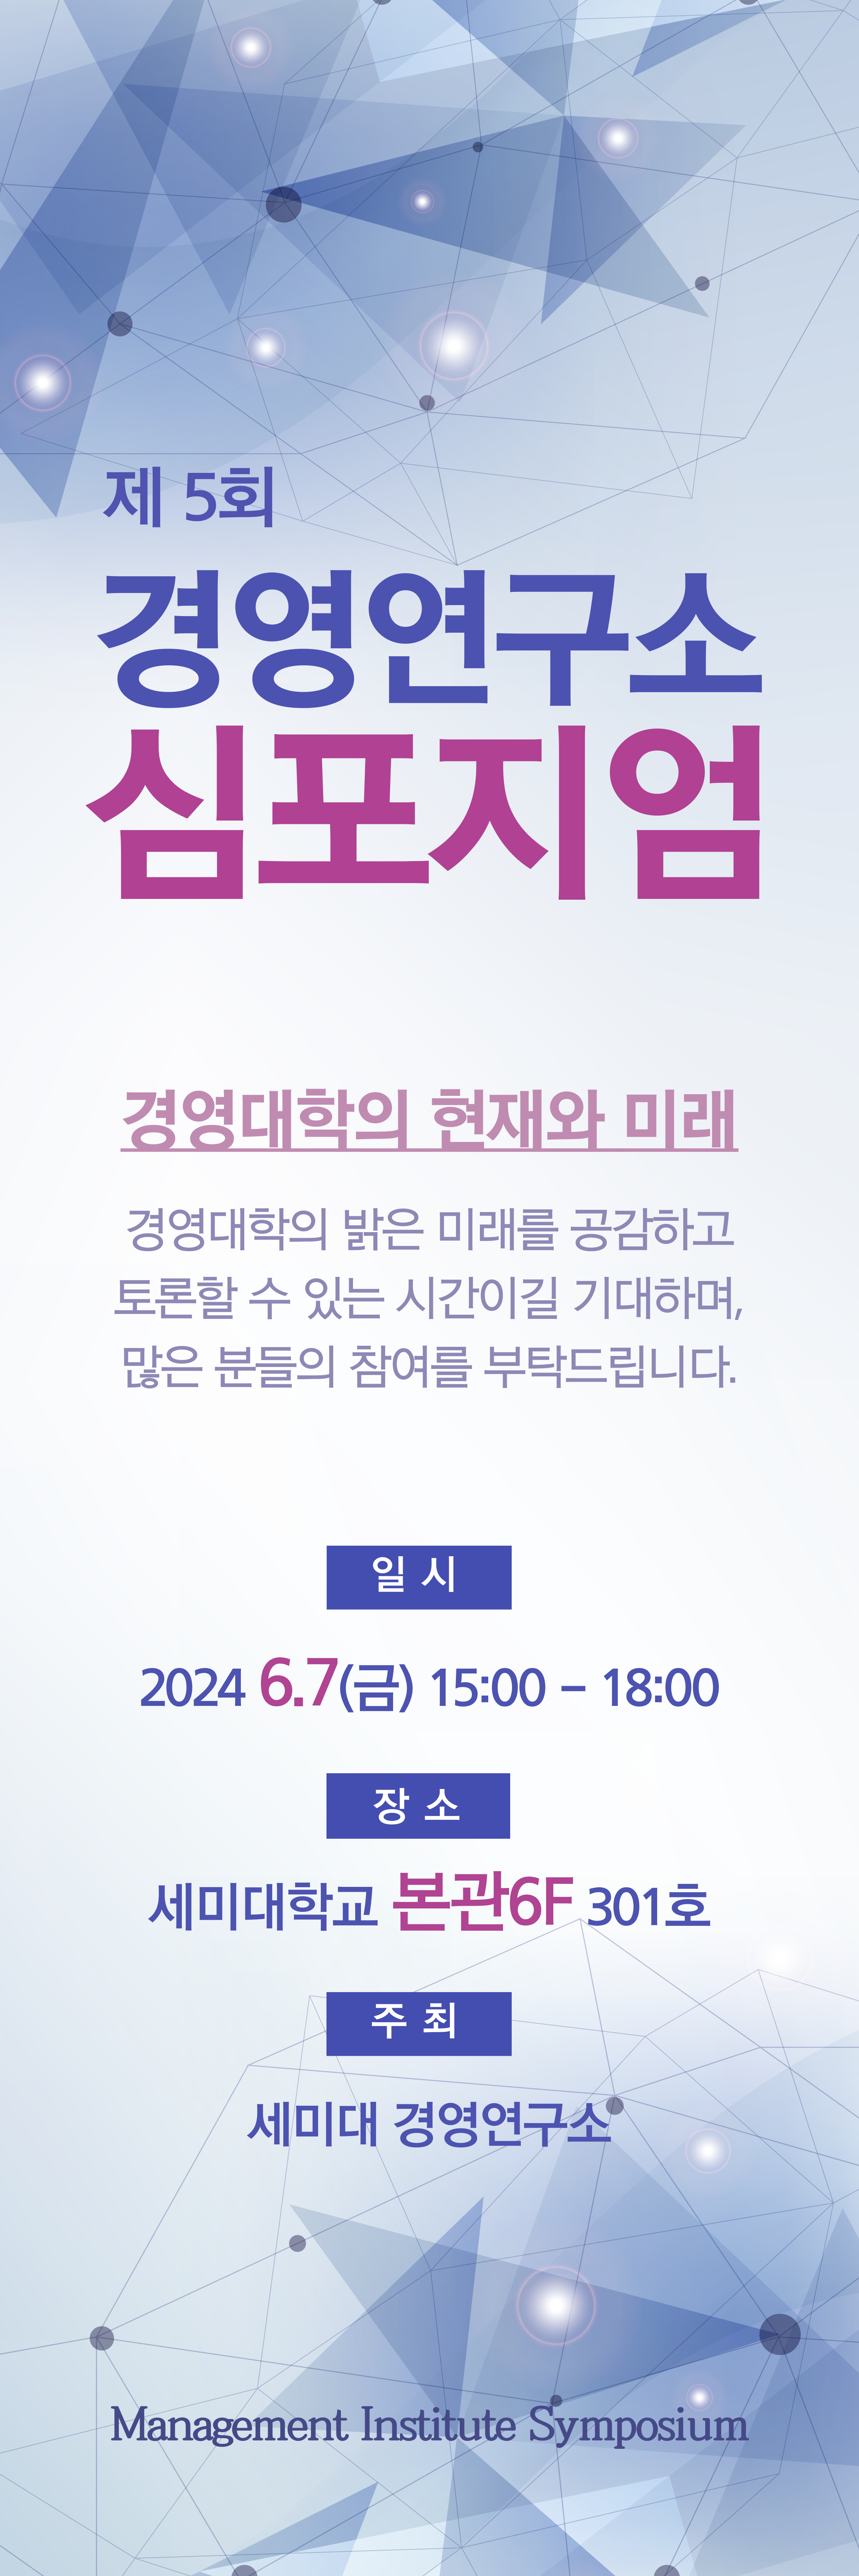 제 5회
경영연구소
심포지엄
경영대학의 현재와 미래
경영대학의 밝은 미래를 공감하고
토론할 수 있는 시간이길 기대하며,
많은 분들의 참여를 부탁드립니다.
일 시
2024 6.7(금) 15:00 – 18:00
장 소
세미대학교 본관6F 301호
주 최
세미대 경영연구소
Management Institute Symposium